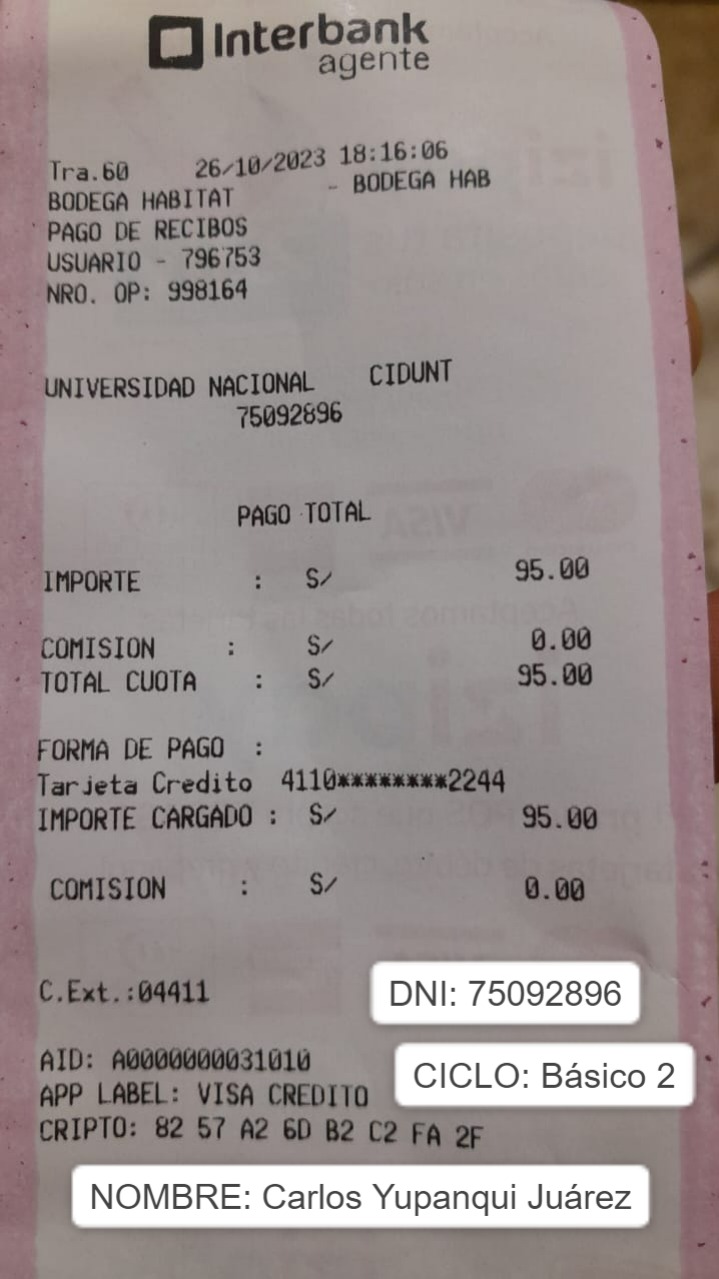 Interbank
agente
Tra.60 26/10/2023 18:16:06
BODEGA HABITAT - BODEGA HAB
PAGO DE RECIBOS
USUARIO - 796753
NRO. OP: 998164
UNIVERSIDAD NACIONAL CIDUNT
75092896
PAGO TOTAL
IMPORTE : S/ 95.00
COMISION : S/ 0.00
TOTAL CUOTA : S/ 95.00
FORMA DE PAGO :
Tarjeta Credito 4110********2244
IMPORTE CARGADO : S/ 95.00
COMISION : S/ 0.00
C.Ext.:04411
DNI: 75092896
AID: A0000000031010
CICLO: Básico 2
APP LABEL: VISA CREDITO
CRIPTO: 82 57 A2 6D B2 C2 FA 2F
NOMBRE: Carlos Yupanqui Juárez